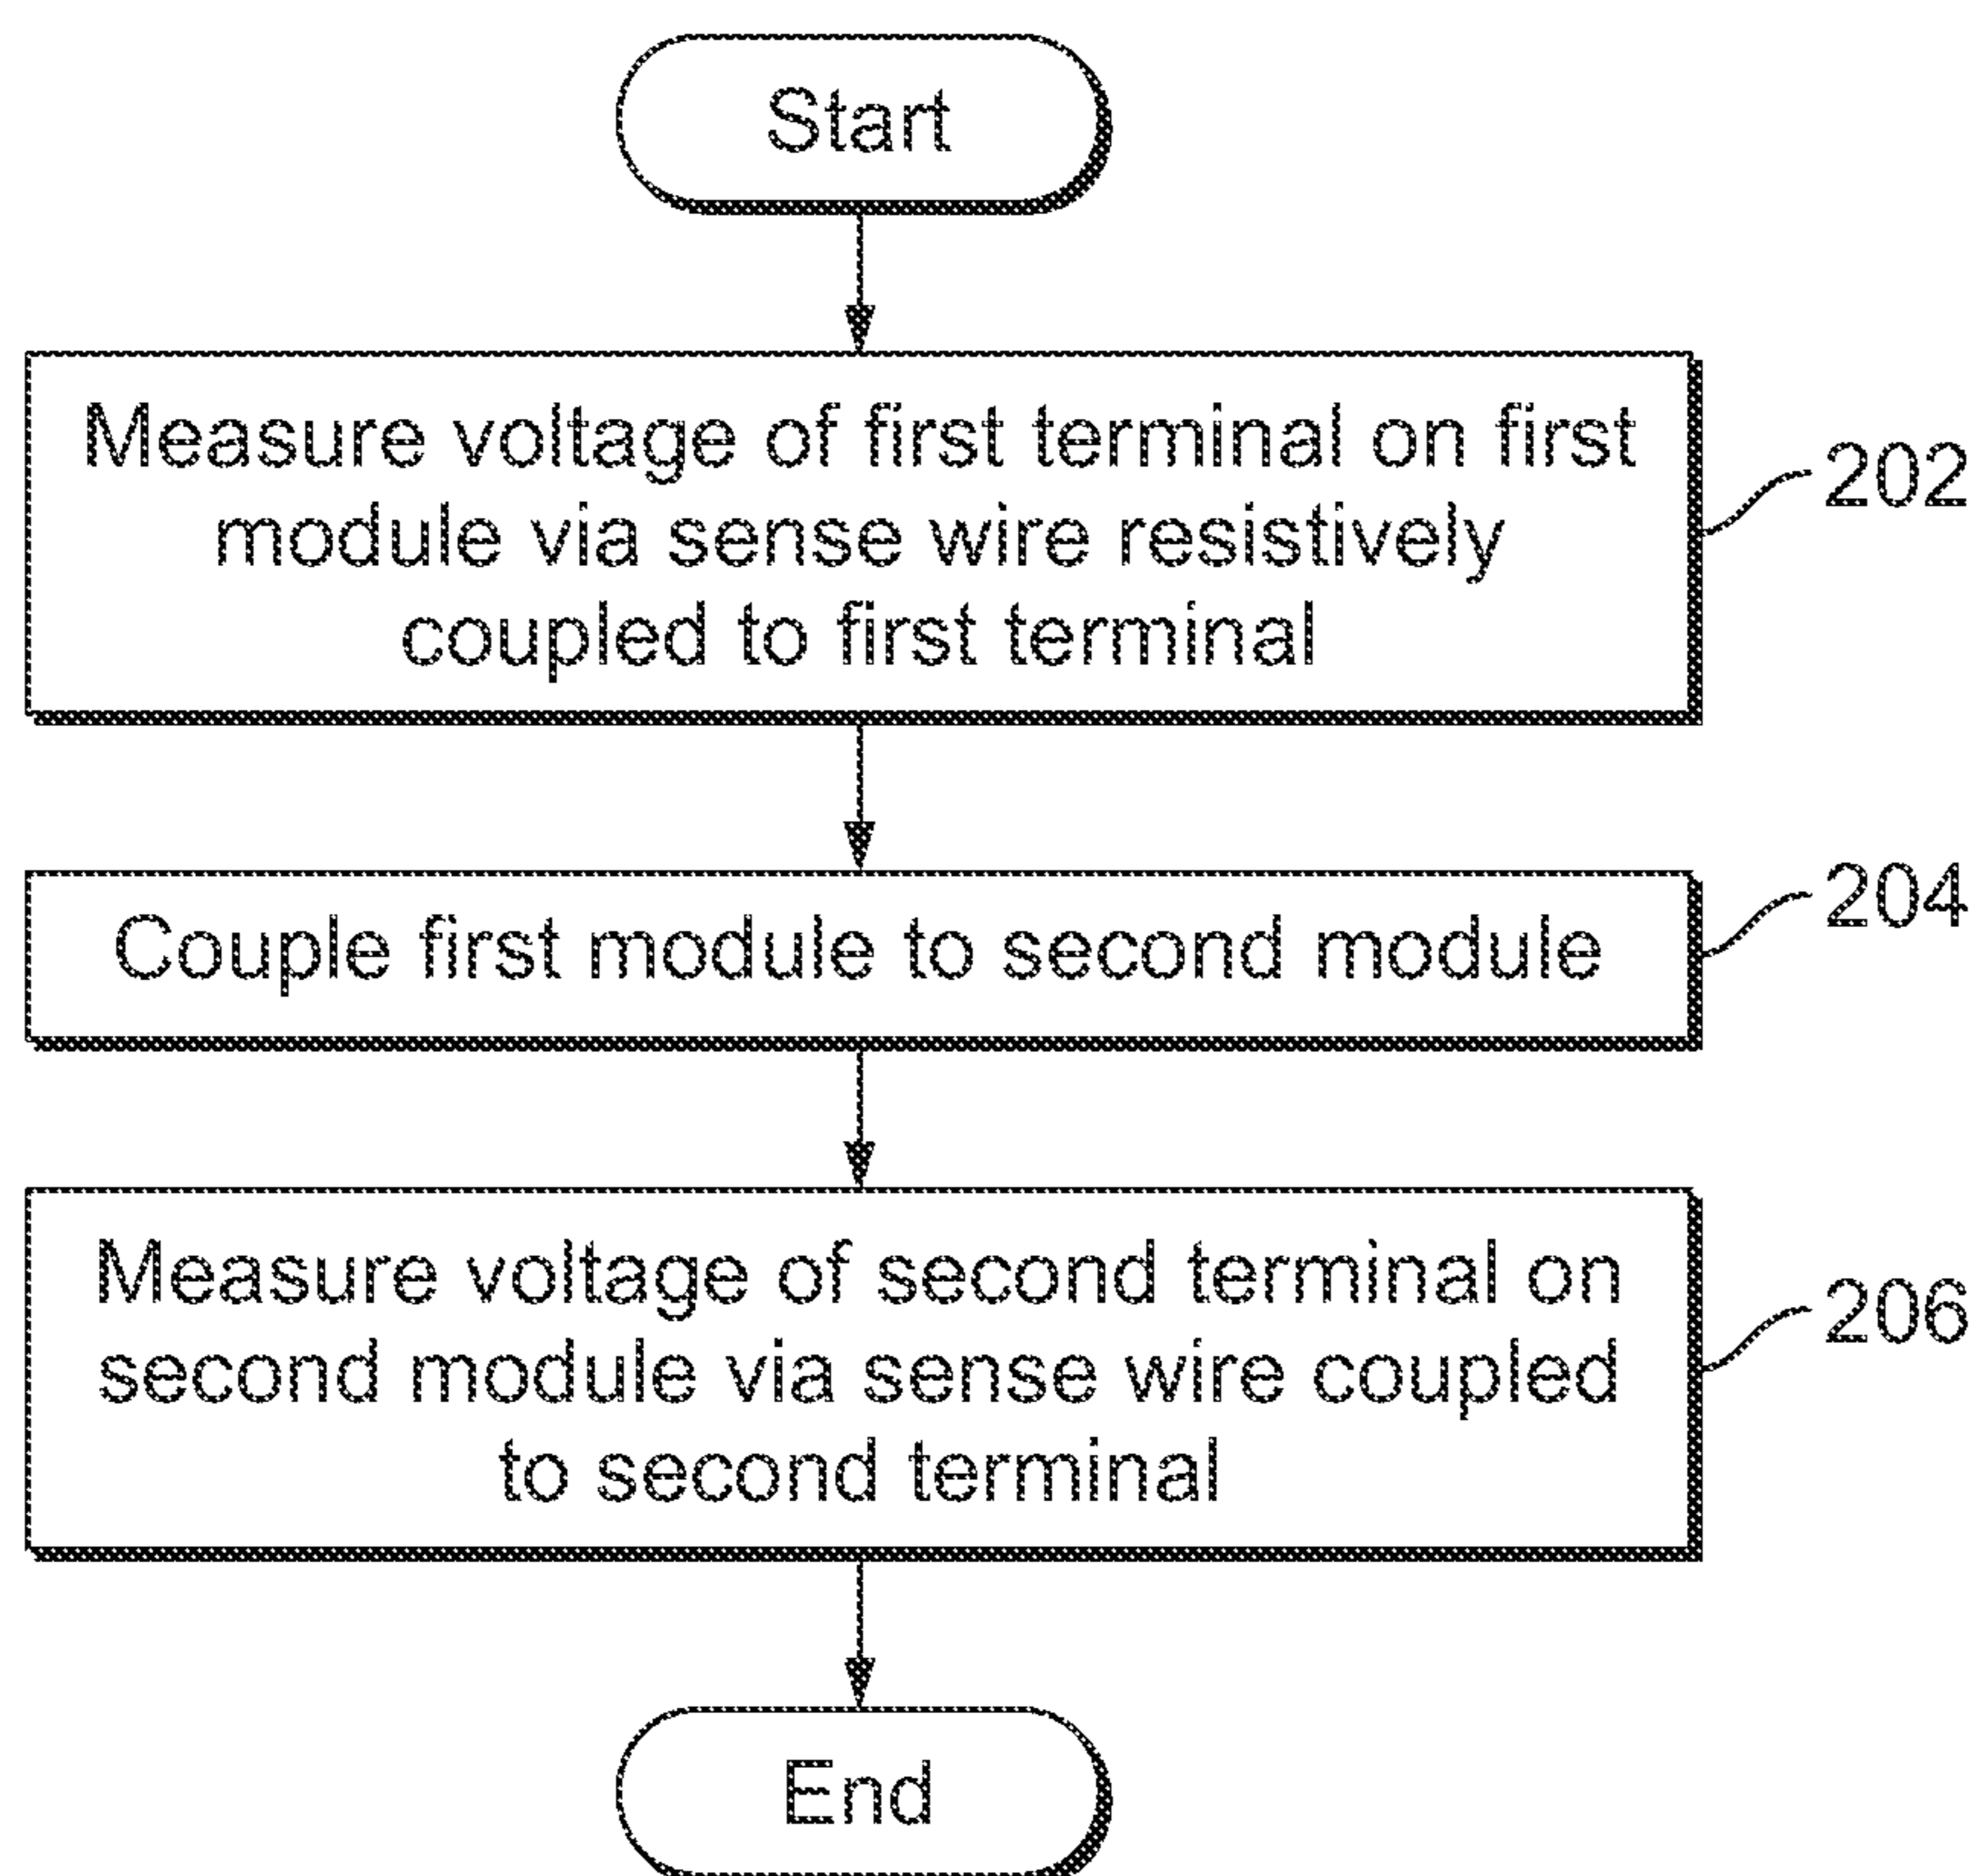 Start
Measure voltage of first terminal on first
module via sense wire resistively
coupled to first terminal
202
Couple first module to second module
204
Measure voltage of second terminal on
second module via sense wire coupled
to second terminal
206
End